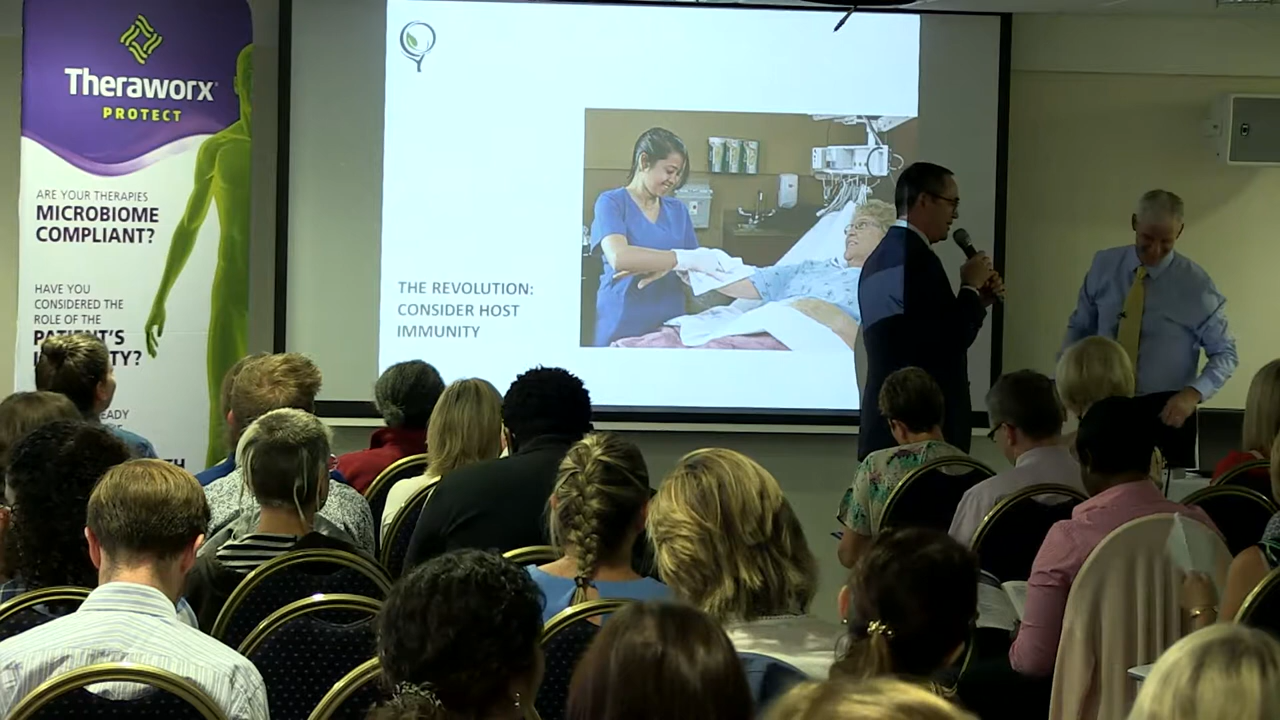 Theraworx
PROTECT
ARE YOUR THERAPIES
MICROBIOME
COMPLIANT?
HAVE YOU
CONSIDERED THE
ROLE OF THE
PATIENT'S
THE REVOLUTION:
CONSIDER HOST
IMMUNITY